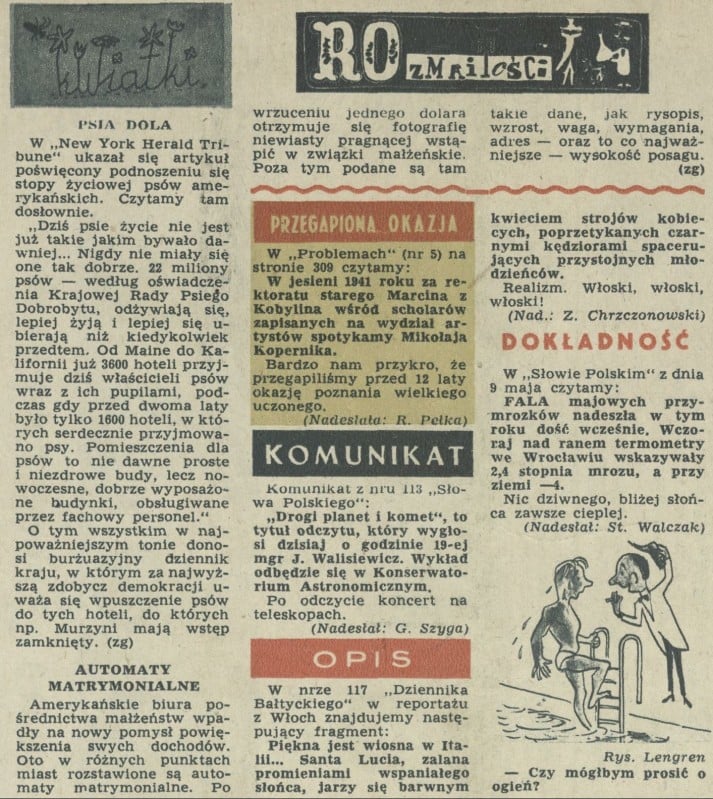 kwiatki
ROZMAITOŚCI
PSIA DOLA
W „New York Herald Tri-
bune“ ukazał się artykuł
poświęcony podnoszeniu się
stopy życiowej psów ame-
rykańskich. Czytamy tam
dosłownie.
„Dziś psie życie nie jest
już takie jakim bywało da-
wniej... Nigdy nie miały się
one tak dobrze. 22 miliony
psów — według oświadcze-
nia Krajowej Rady Psiego
Dobrobytu, odżywiają się,
lepiej żyją i lepiej się u-
bierają niż kiedykolwiek
przedtem. Od Maine do Ka-
lifornii już 3600 hoteli przyj-
muje dziś właścicieli psów
wraz z ich pupilami, pod-
czas gdy przed dwoma laty
było tylko 1600 hoteli, w któ-
rych serdecznie przyjmowa-
no psy. Pomieszczenia dla
psów to nie dawne proste
i niezdrowe budy, lecz no-
woczesne, dobrze wyposażo-
ne budynki, obsługiwane
przez fachowy personel.“
O tym wszystkim w naj-
poważniejszym tonie dono-
si burżuazyjny dziennik
kraju, w którym za najwyż-
szą zdobycz demokracji u-
waża się wpuszczenie psów
do tych hoteli, do których
np. Murzyni mają wstęp
zamknięty. (zg)
AUTOMATY
MATRYMONIALNE
Amerykańskie biura po-
średnictwa małżeństw wpa-
dły na nowy pomysł powię-
kszenia swych dochodów.
Oto w różnych punktach
miast rozstawione są auto-
maty matrymonialne. Po
wrzuceniu jednego dolara
otrzymuje się fotografię
niewiasty pragnącej wstą-
pić w związki małżeńskie.
Poza tym podane są tam
takie dane, jak rysopis,
wzrost, waga, wymagania,
adres — oraz to co najważ-
niejsze — wysokość posagu.
(zg)
PRZEGAPIONA OKAZJA
W „Problemach“ (nr 5) na
stronie 309 czytamy:
W jesieni 1941 roku za re-
ktoratu starego Marcina z
Kobylina wśród scholarów
zapisanych na wydział ar-
tystów spotykamy Mikołaja
Kopernika.
Bardzo nam przykro, że
przegapiliśmy przed 12 laty
okazję poznania wielkiego
uczonego.
(Nadesłała: R. Pełka)
KOMUNIKAT
Komunikat z nru 113 „Sło-
wa Polskiego“:
„Drogi planet i komet“, to
tytuł odczytu, który wygło-
si dzisiaj o godzinie 19-ej
mgr J. Walisiewicz. Wykład
odbędzie się w Konserwato-
rium Astronomicznym.
Po odczycie koncert na
teleskopach.
(Nadesłał: G. Szyga)
OPIS
W nrze 117 „Dziennika
Bałtyckiego“ w reportażu
z Włoch znajdujemy nastę-
pujący fragment:
Piękna jest wiosna w Ita-
lii... Santa Lucia, zalana
promieniami wspaniałego
słońca, jarzy się barwnym
kwieciem strojów kobie-
cych, poprzetykanych czar-
nymi kędziorami spaceru-
jących przystojnych mło-
dzieńców.
Realizm. Włoski, włoski,
włoski!
(Nad.: Z. Chrzczonowski)
DOKŁADNOŚĆ
W „Słowie Polskim“ z dnia
9 maja czytamy:
FALA majowych przy-
mrozków nadeszła w tym
roku dość wcześnie. Wczo-
raj nad ranem termometry
we Wrocławiu wskazywały
2,4 stopnia mrozu, a przy
ziemi —4.
Nic dziwnego, bliżej słoń-
ca zawsze cieplej.
(Nadesłał: St. Walczak)
Rys. Lengren
— Czy mógłbym prosić o
ogień?